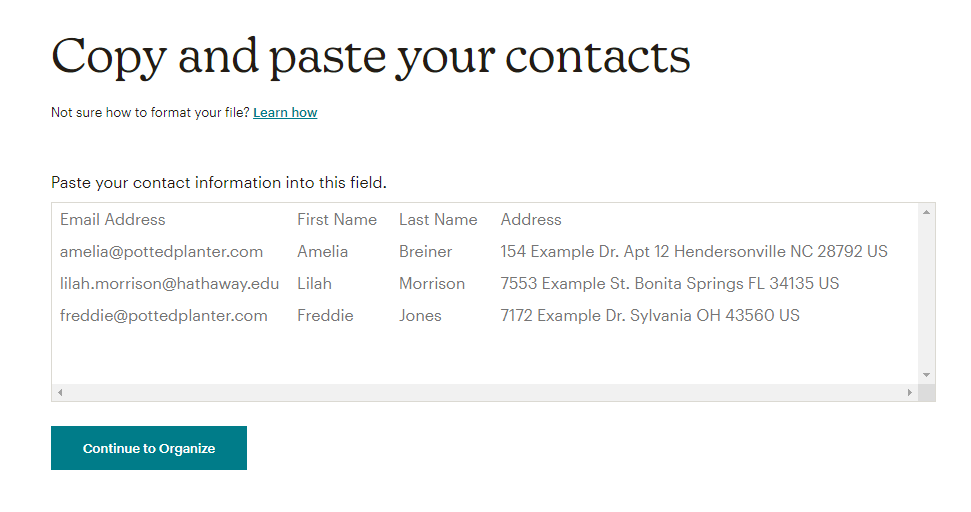 Copy and paste your contacts
Not sure how to format your file? Learn how
Paste your contact information into this field.
Email Address First Name Last Name Address
amelia@pottedplanter.com Amelia Breiner 154 Example Dr. Apt 12 Hendersonville NC 28792 US
lilah.morrison@hathaway.edu Lilah Morrison 7553 Example St. Bonita Springs FL 34135 US
freddie@pottedplanter.com Freddie Jones 7172 Example Dr. Sylvania OH 43560 US
Continue to Organize